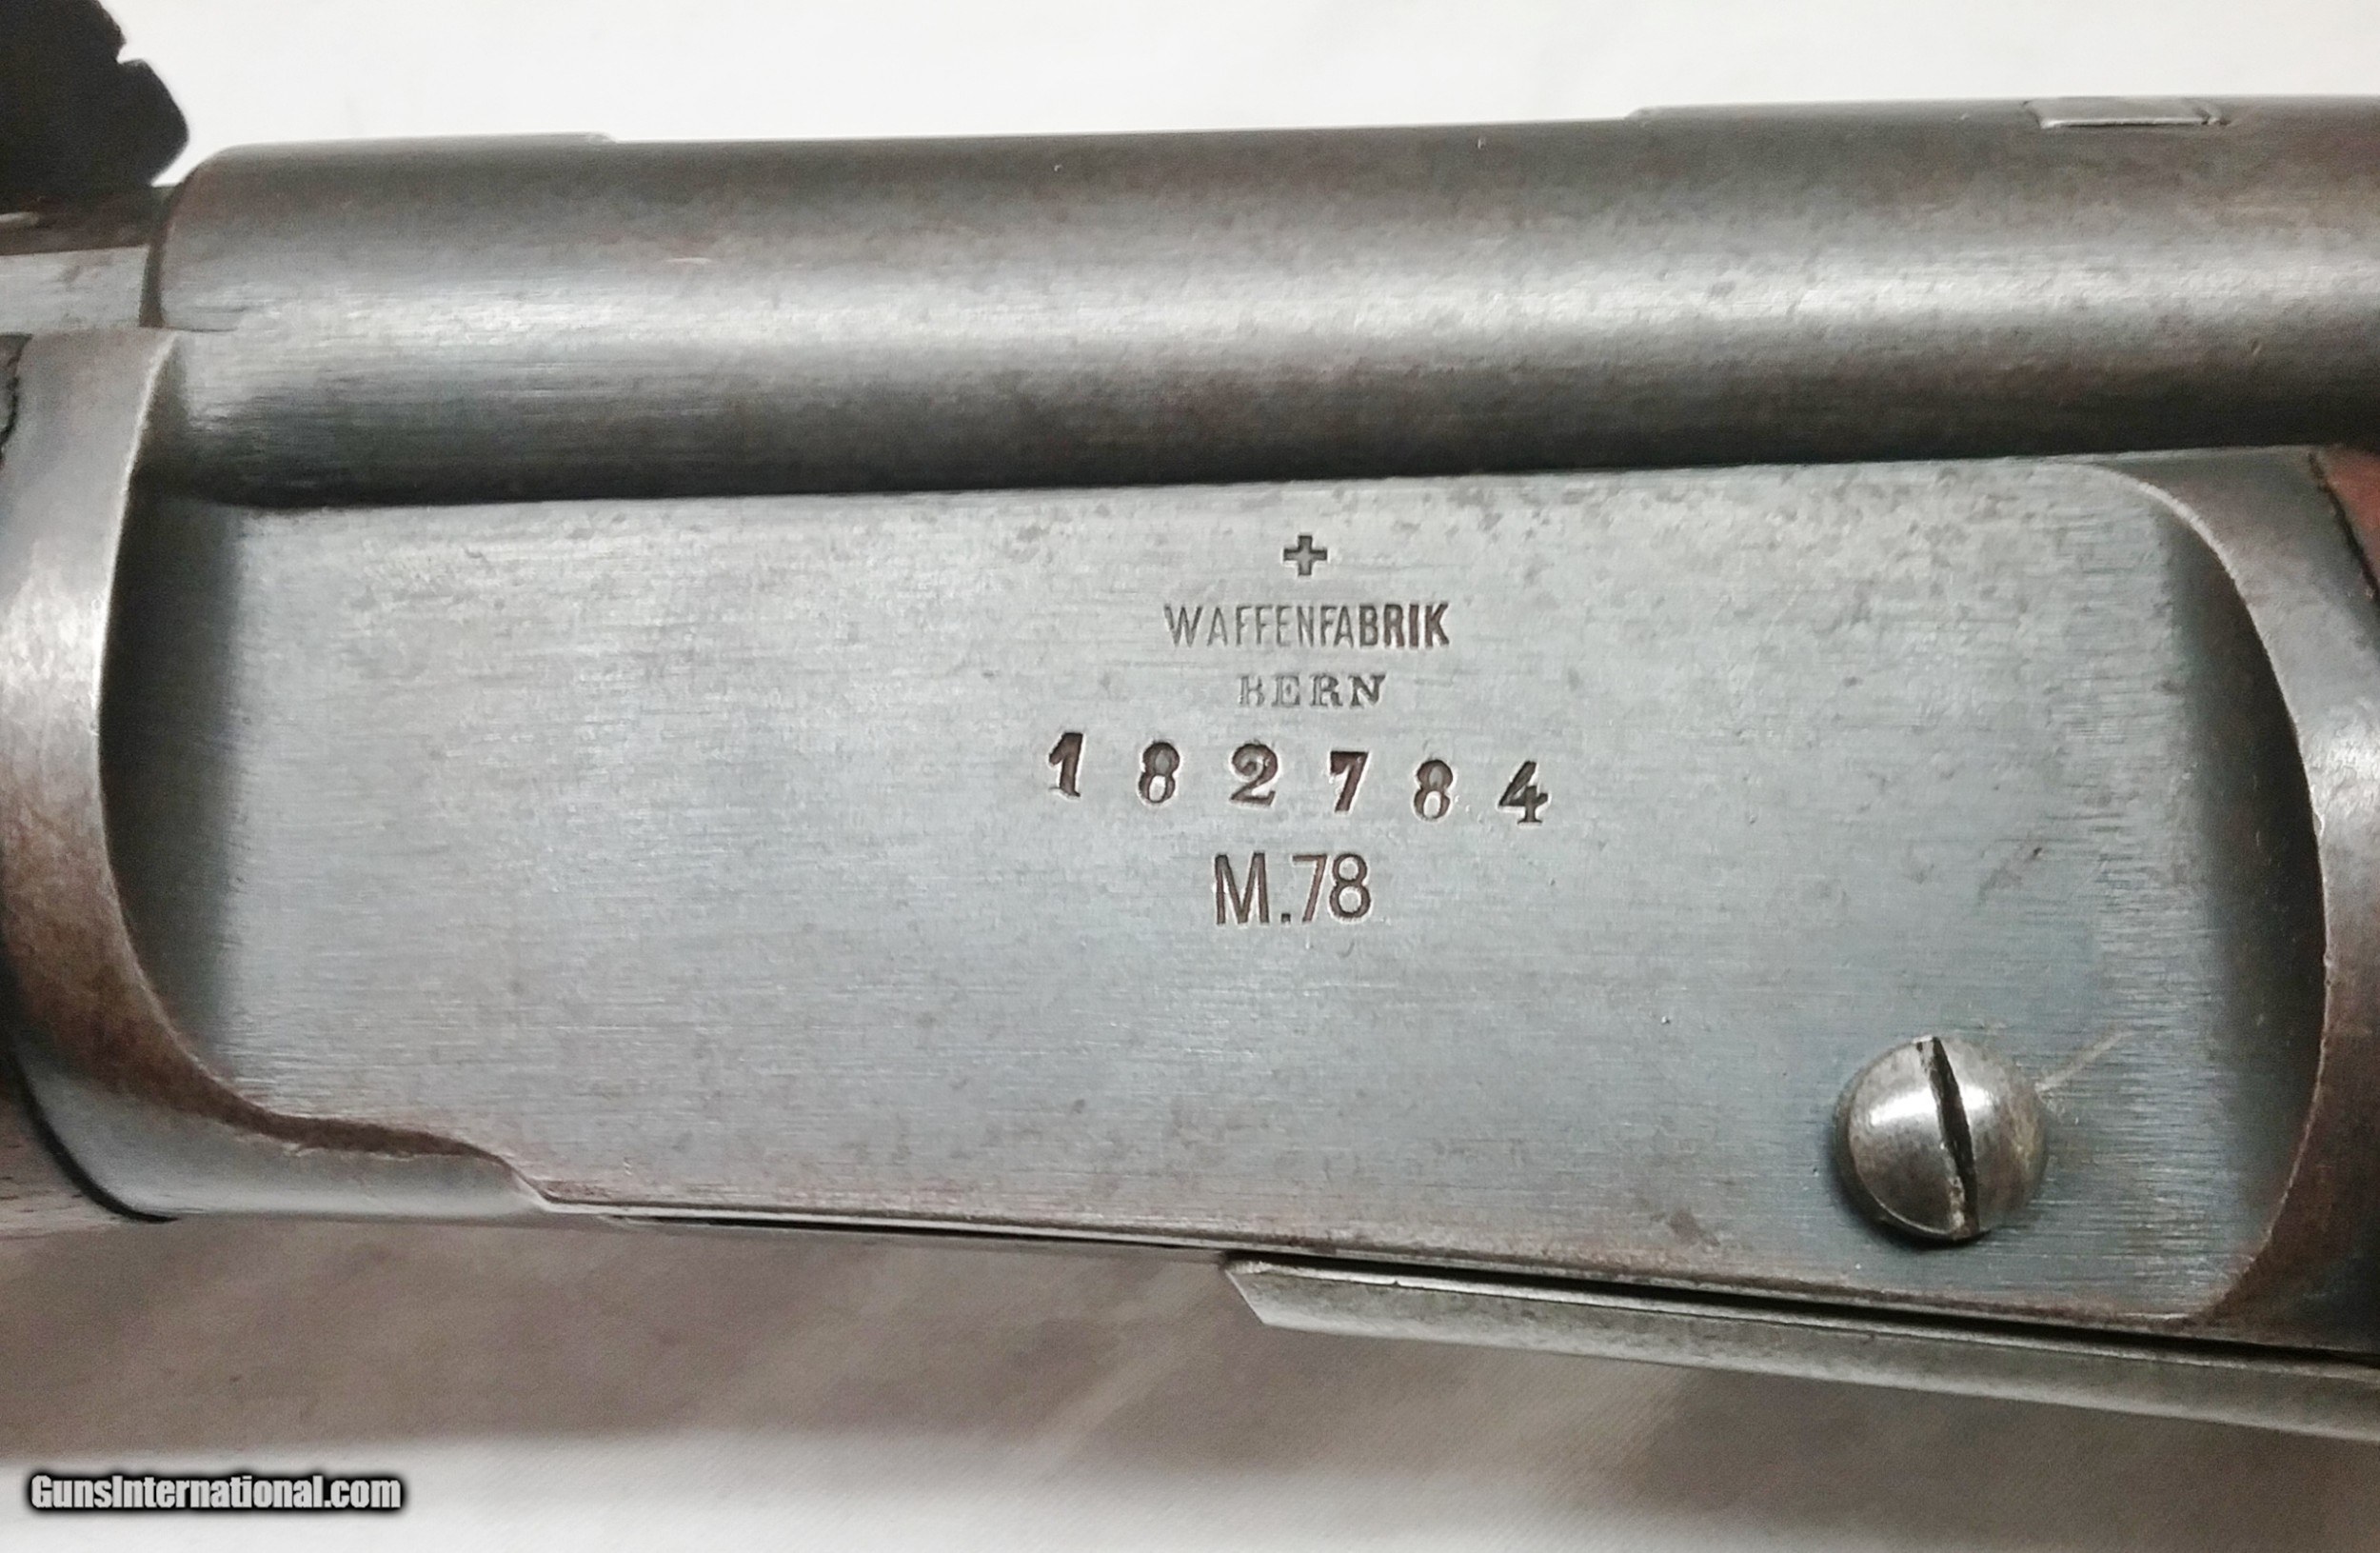 WAFFENFABRIK
BERN
182784
M.78
GunsInternational.com